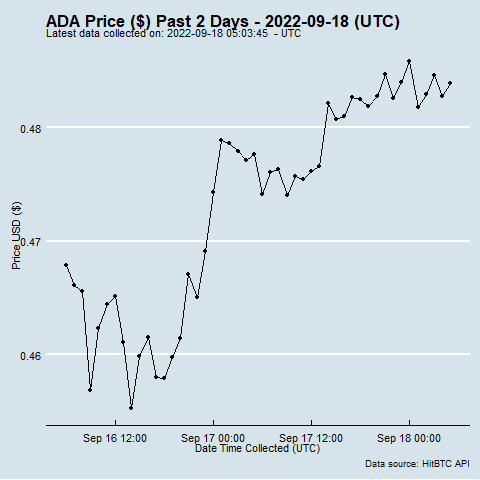 ADA Price ($) Past 2 Days - 2022-09-18 (UTC)
Latest data collected on: 2022-09-18 05:03:45 - UTC
0.48
0.47
0.46
Price USD ($)
Sep 16 12:00 Sep 17 00:00 Sep 17 12:00 Sep 18 00:00
Date Time Collected (UTC)
Data source: HitBTC API